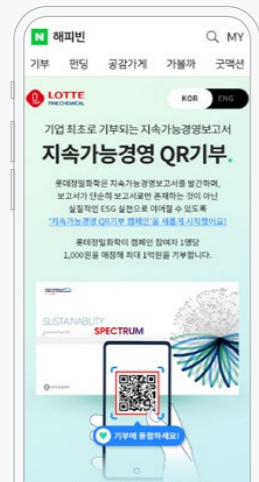 N 해피빈 MY
기부 펀딩 공감가게 가볼까 굿액션
LOTTE
FINE CHEMICAL
KOR ENG
기업 최초로 기부되는 지속가능경영보고서
지속가능경영 QR기부.
롯데정밀화학은 지속가능경영보고서를 발간하며,
보고서가 단순히 보고서로만 존재하는 것이 아닌
실질적인 ESG 실천으로 이어질 수 있도록
'지속가능경영 QR기부 캠페인'을 새롭게 시작했어요!
롯데정밀화학이 캠페인 참여자 1명당
1,000원을 매칭해 최대 1억원을 기부합니다.
SUSTAINABILITY
SPECTRUM
기부에 동참하세요!